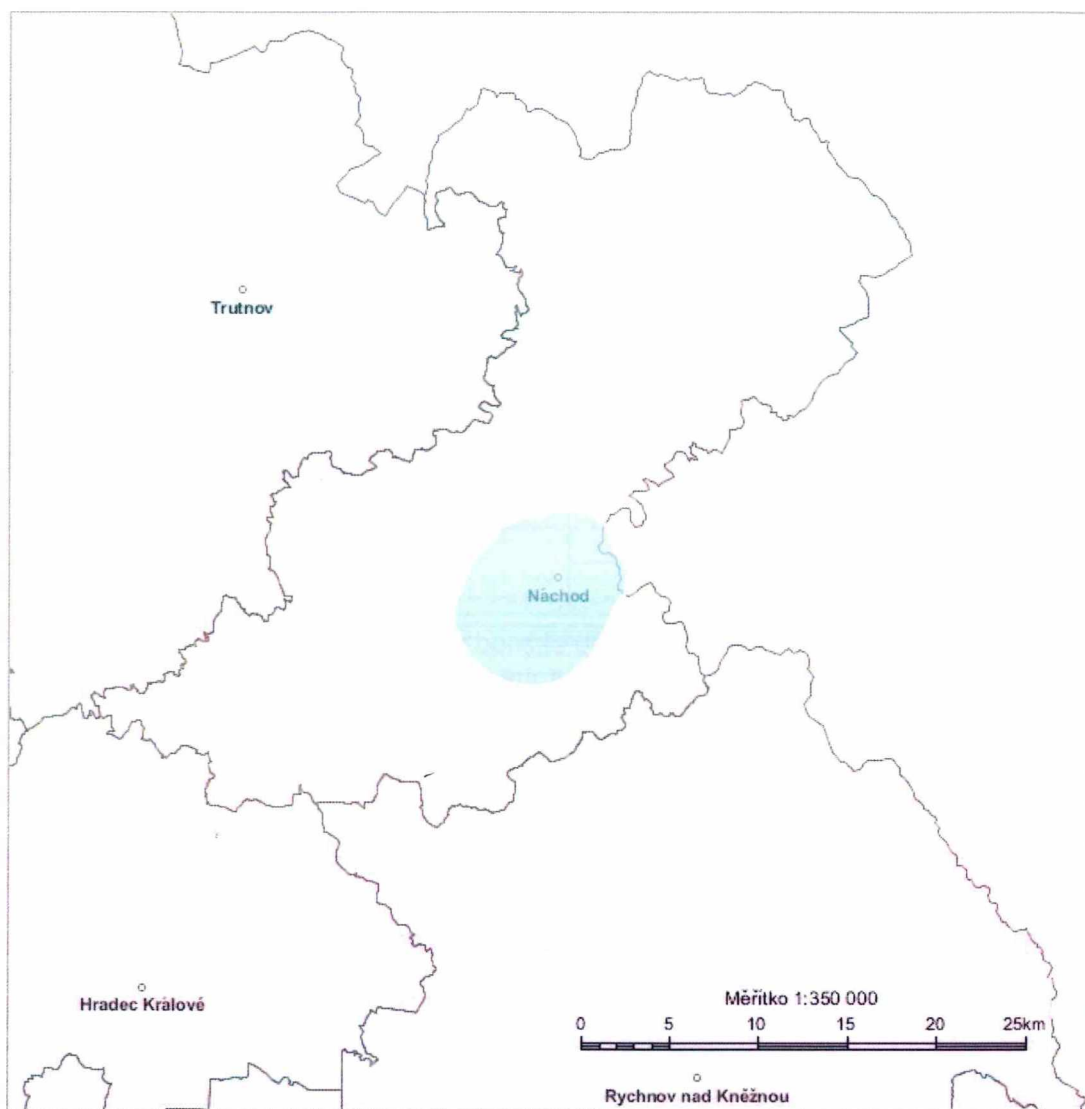 Trutnov
Náchod
Hradec Králové
Měřítko 1:350 000
0 5 10 15 20 25km
Rychnov nad Kněžnou